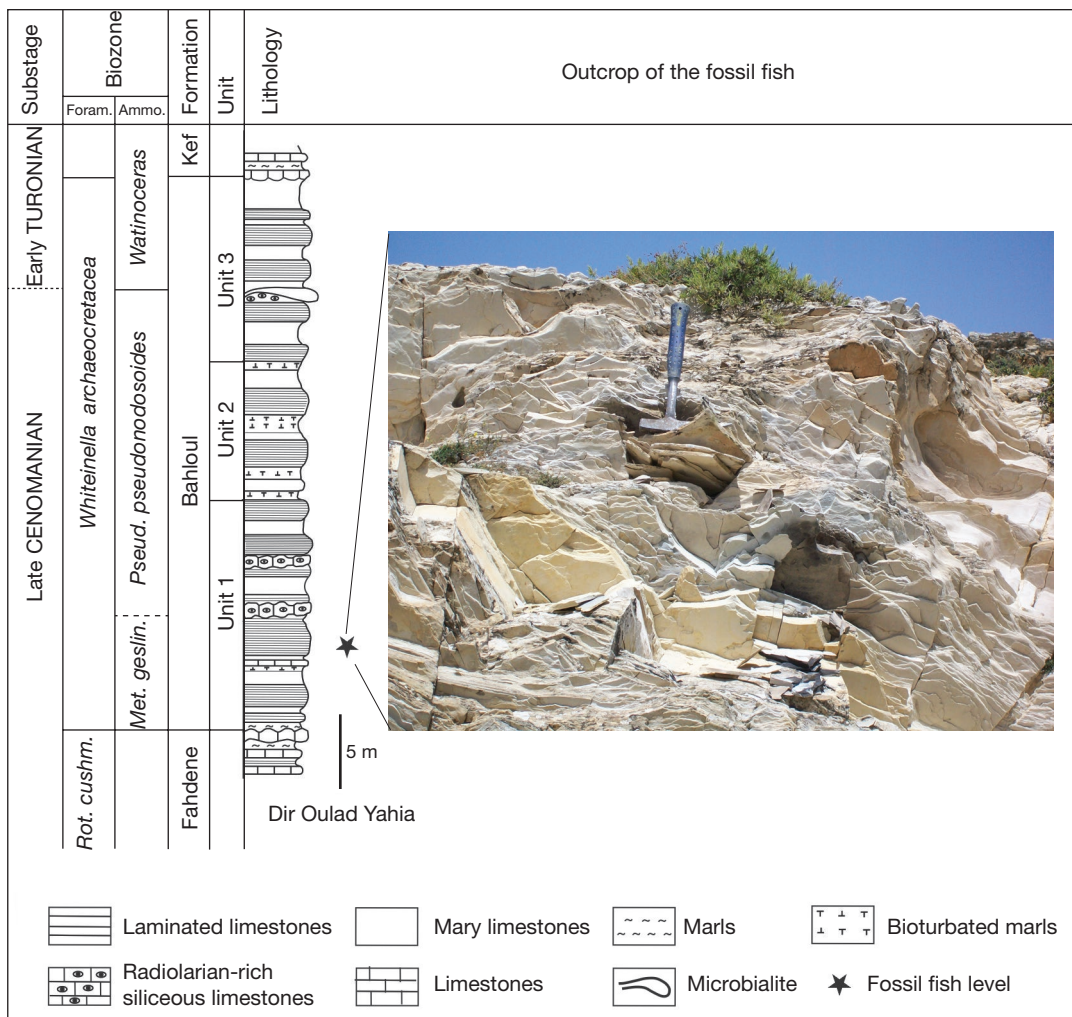 Substage
Biozone
Foram.
Ammo.
Formation
Unit
Lithology
Outcrop of the fossil fish
Early TURONIAN
Late CENOMANIAN
Whiteinella archaeocretacea
Rot. cushm.
Watinoceras
Pseud. pseudonodosoides
Met. geslin.
Kef
Bahloul
Fahdene
Unit 3
Unit 2
Unit 1
5 m
Dir Oulad Yahia
Laminated limestones
Mary limestones
Marls
Bioturbated marls
Radiolarian-rich
siliceous limestones
Limestones
Microbialite
Fossil fish level